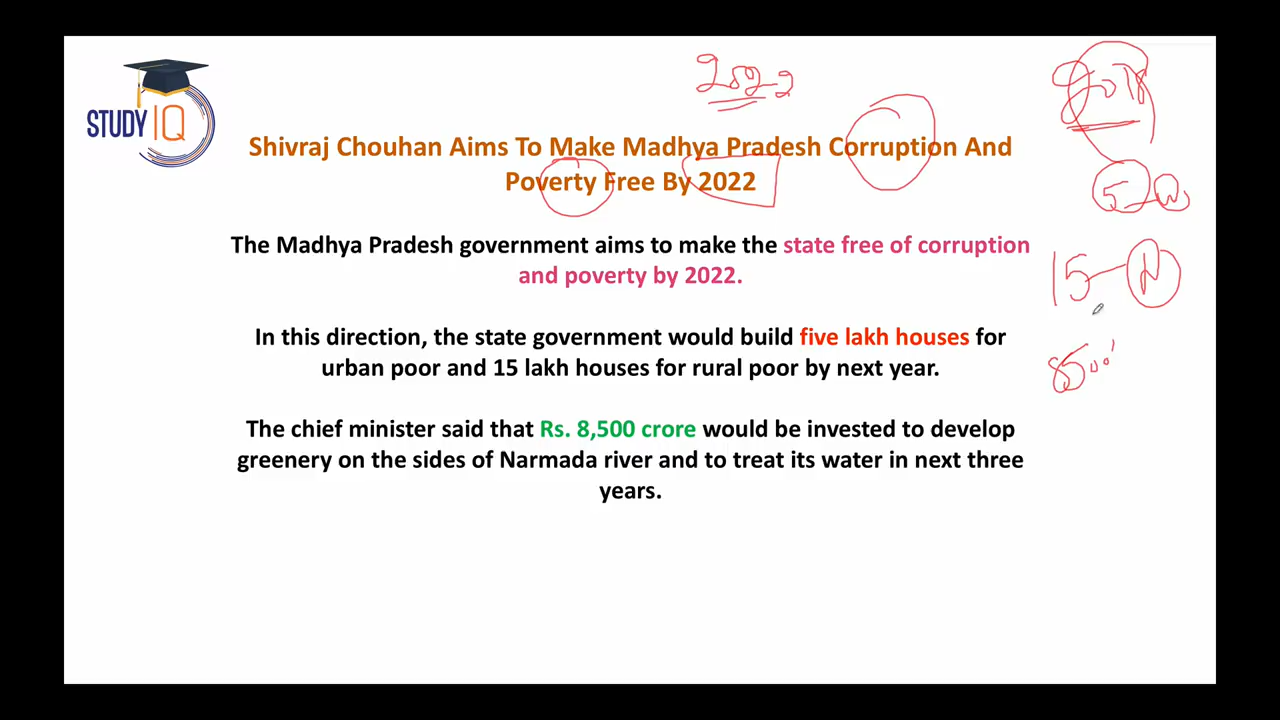 STUDY IQ
2022
2018
Shivraj Chouhan Aims To Make Madhya Pradesh Corruption And
Poverty Free By 2022
5
The Madhya Pradesh government aims to make the state free of corruption
and poverty by 2022.
15
In this direction, the state government would build five lakh houses for
urban poor and 15 lakh houses for rural poor by next year.
8500
The chief minister said that Rs. 8,500 crore would be invested to develop
greenery on the sides of Narmada river and to treat its water in next three
years.